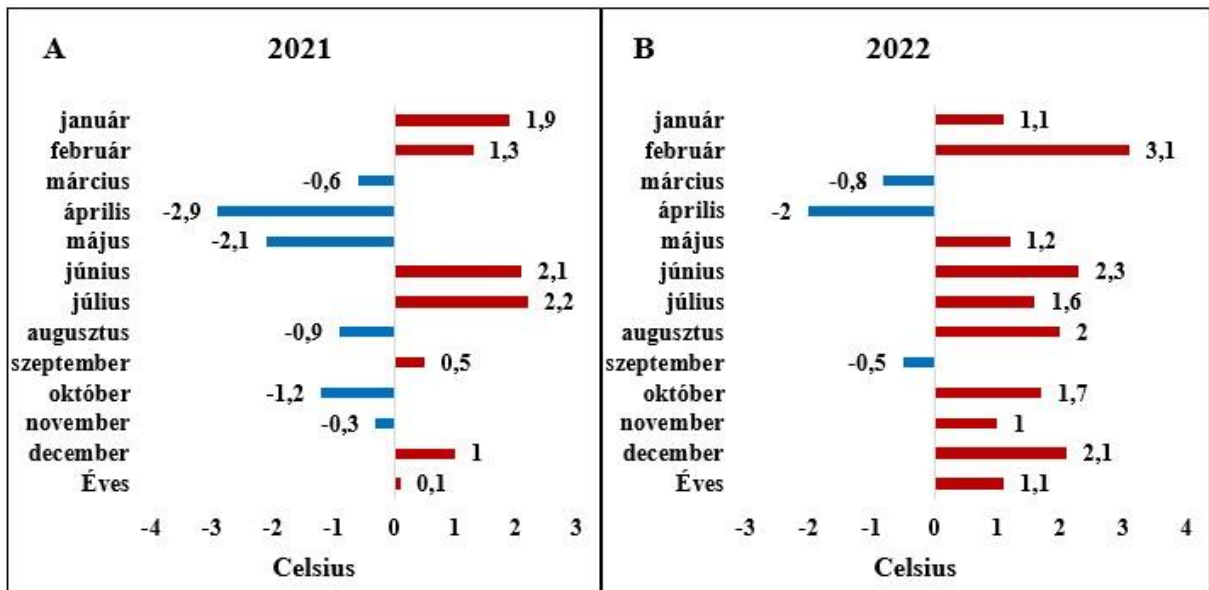 A 2021
január 1,9
február 1,3
március -0,6
április -2,9
május -2,1
június 2,1
július 2,2
augusztus -0,9
szeptember 0,5
október -1,2
november -0,3
december 1
Éves 0,1
-4 -3 -2 -1 0 1 2 3
Celsius
B 2022
január 1,1
február 3,1
március -0,8
április -2
május 1,2
június 2,3
július 1,6
augusztus 2
szeptember -0,5
október 1,7
november 1
december 2,1
Éves 1,1
-3 -2 -1 0 1 2 3 4
Celsius